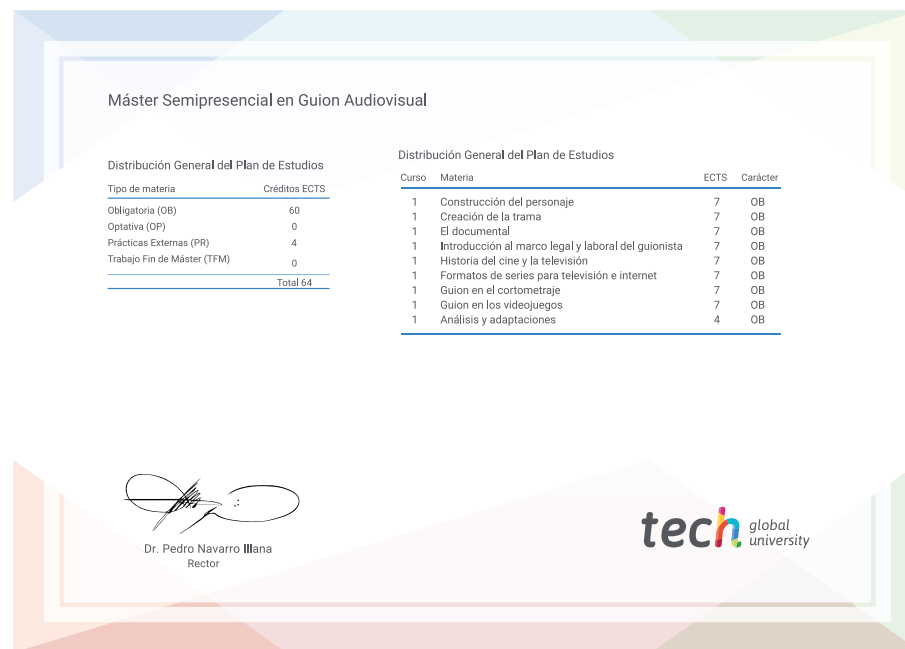 Máster Semipresencial en Guion Audiovisual
Distribución General del Plan de Estudios
Tipo de materia Créditos ECTS
Obligatoria (OB) 60
Optativa (OP) 0
Prácticas Externas (PR) 4
Trabajo Fin de Máster (TFM) 0
Total 64
Distribución General del Plan de Estudios
Curso Materia ECTS Carácter
1 Construcción del personaje 7 OB
1 Creación de la trama 7 OB
1 El documental 7 OB
1 Introducción al marco legal y laboral del guionista 7 OB
1 Historia del cine y la televisión 7 OB
1 Formatos de series para televisión e internet 7 OB
1 Guion en el cortometraje 7 OB
1 Guion en los videojuegos 7 OB
1 Análisis y adaptaciones 4 OB
Dr. Pedro Navarro Illana
Rector
tech global
university